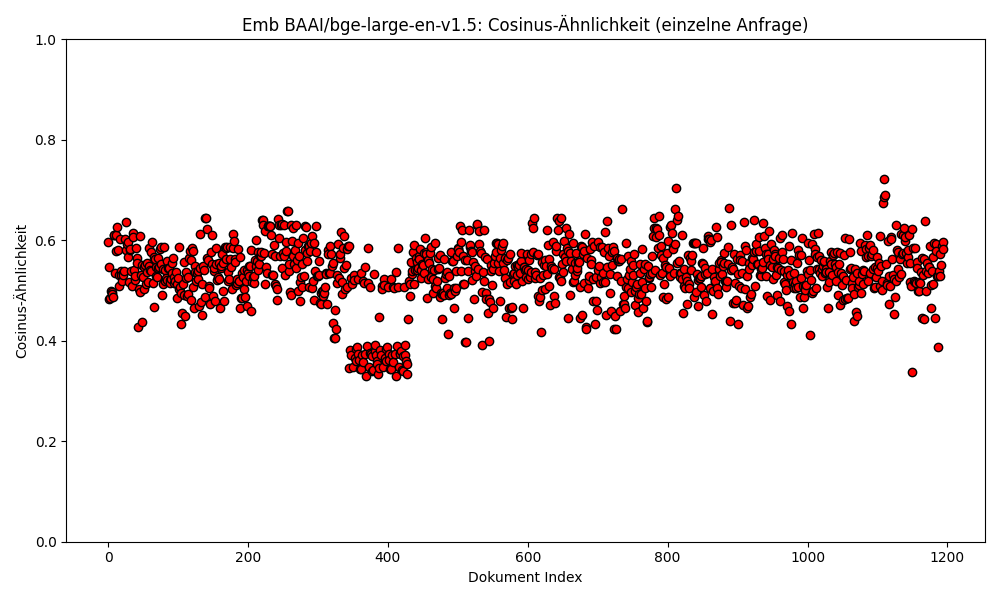 Emb BAAI/bge-large-en-v1.5: Cosinus-Ähnlichkeit (einzelne Anfrage)
1.0
0.8
0.6
0.4
0.2
0.0
Cosinus-Ähnlichkeit
0 200 400 600 800 1000 1200
Dokument Index